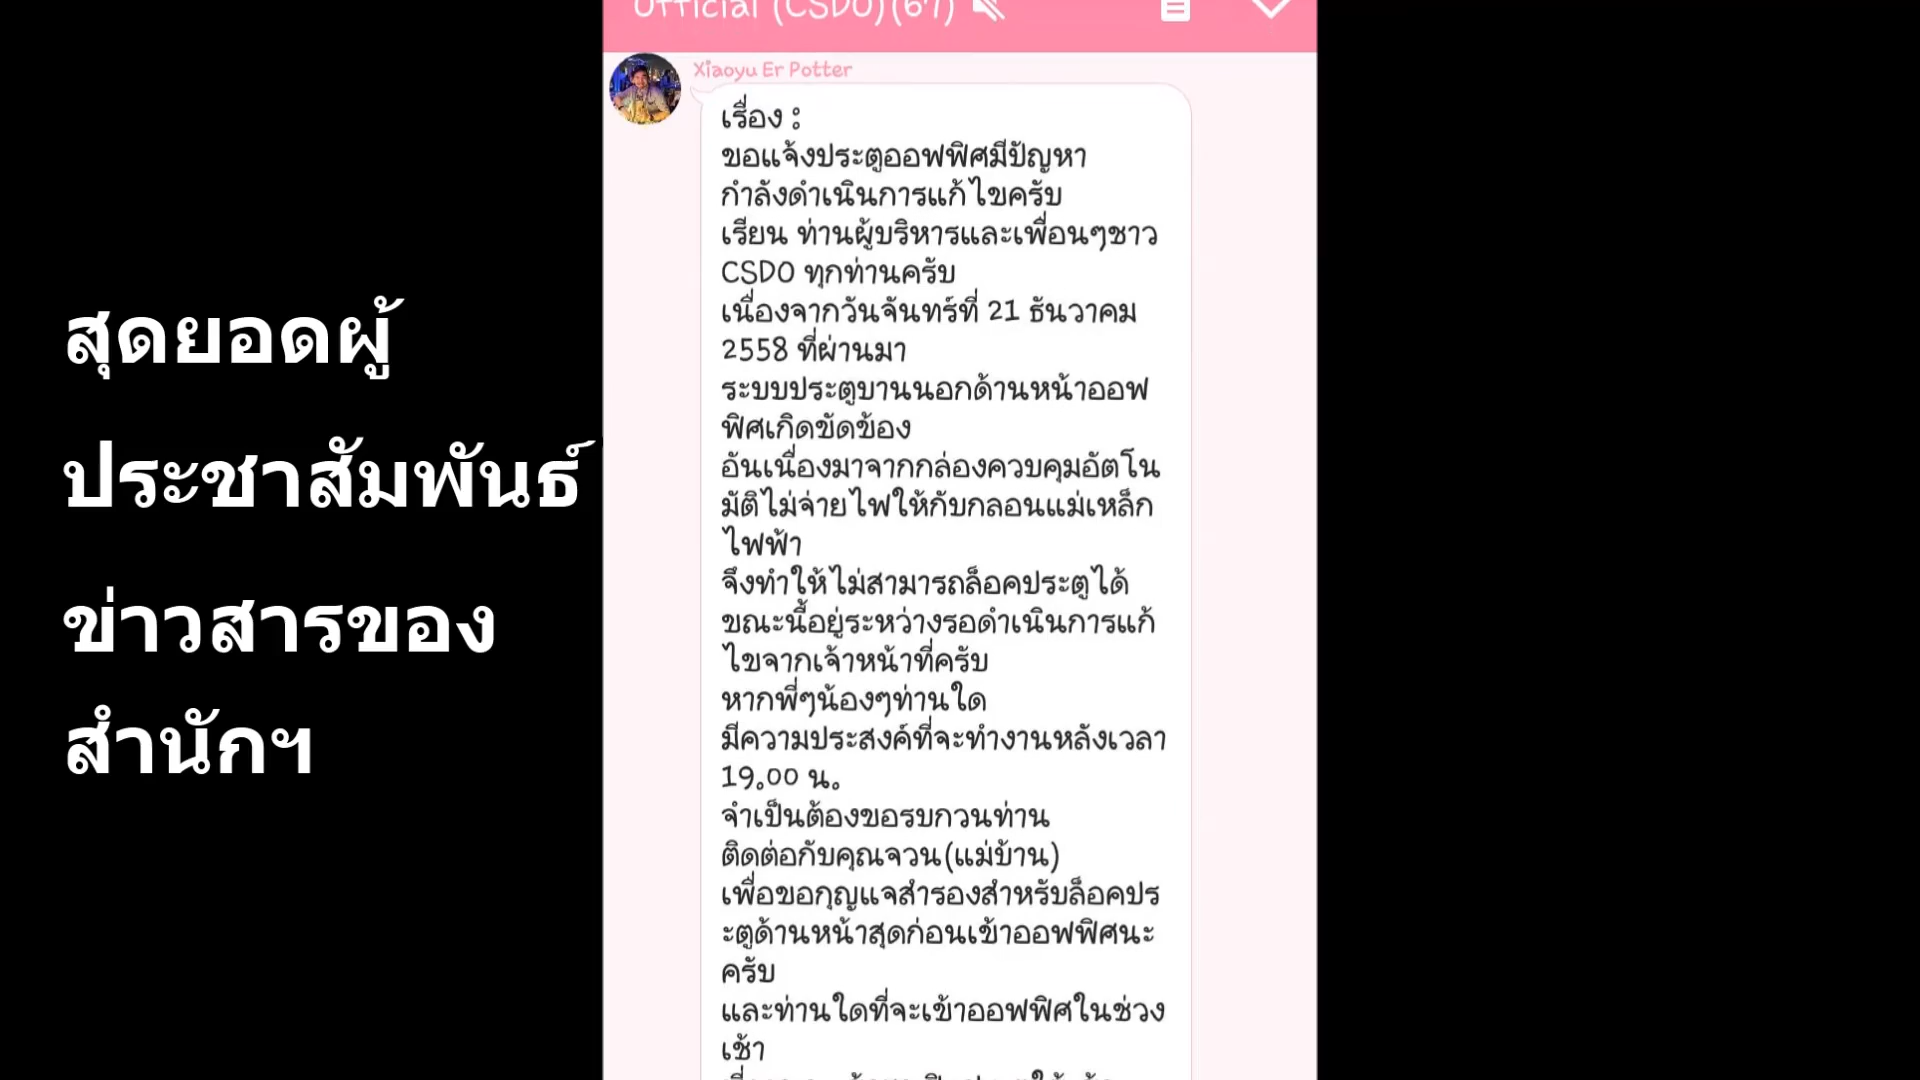 สุดยอดผู้
ประชาสัมพันธ์
ข่าวสารของ
สำนักฯ
Official (CSDO)(67)
Xiaoyu Er Potter
เรื่อง :
ขอแจ้งประตูออฟฟิศมีปัญหา
กำลังดำเนินการแก้ไขครับ
เรียน ท่านผู้บริหารและเพื่อนๆชาว
CSDO ทุกท่านครับ
เนื่องจากวันจันทร์ที่ 21 ธันวาคม
2558 ที่ผ่านมา
ระบบประตูบานนอกด้านหน้าออฟ
ฟิศเกิดขัดข้อง
อันเนื่องมาจากกล่องควบคุมอัตโน
มัติไม่จ่ายไฟให้กับกลอนแม่เหล็ก
ไฟฟ้า
จึงทำให้ไม่สามารถล็อคประตูได้
ขณะนี้อยู่ระหว่างรอดำเนินการแก้
ไขจากเจ้าหน้าที่ครับ
หากพี่ๆน้องๆท่านใด
มีความประสงค์ที่จะทำงานหลังเวลา
19.00 น.
จำเป็นต้องขอรบกวนท่าน
ติดต่อกับคุณจวน(แม่บ้าน)
เพื่อขอกุญแจสำรองสำหรับล็อคปร
ะตูด้านหน้าสุดก่อนเข้าออฟฟิศนะ
ครับ
และท่านใดที่จะเข้าออฟฟิศในช่วง
เช้า